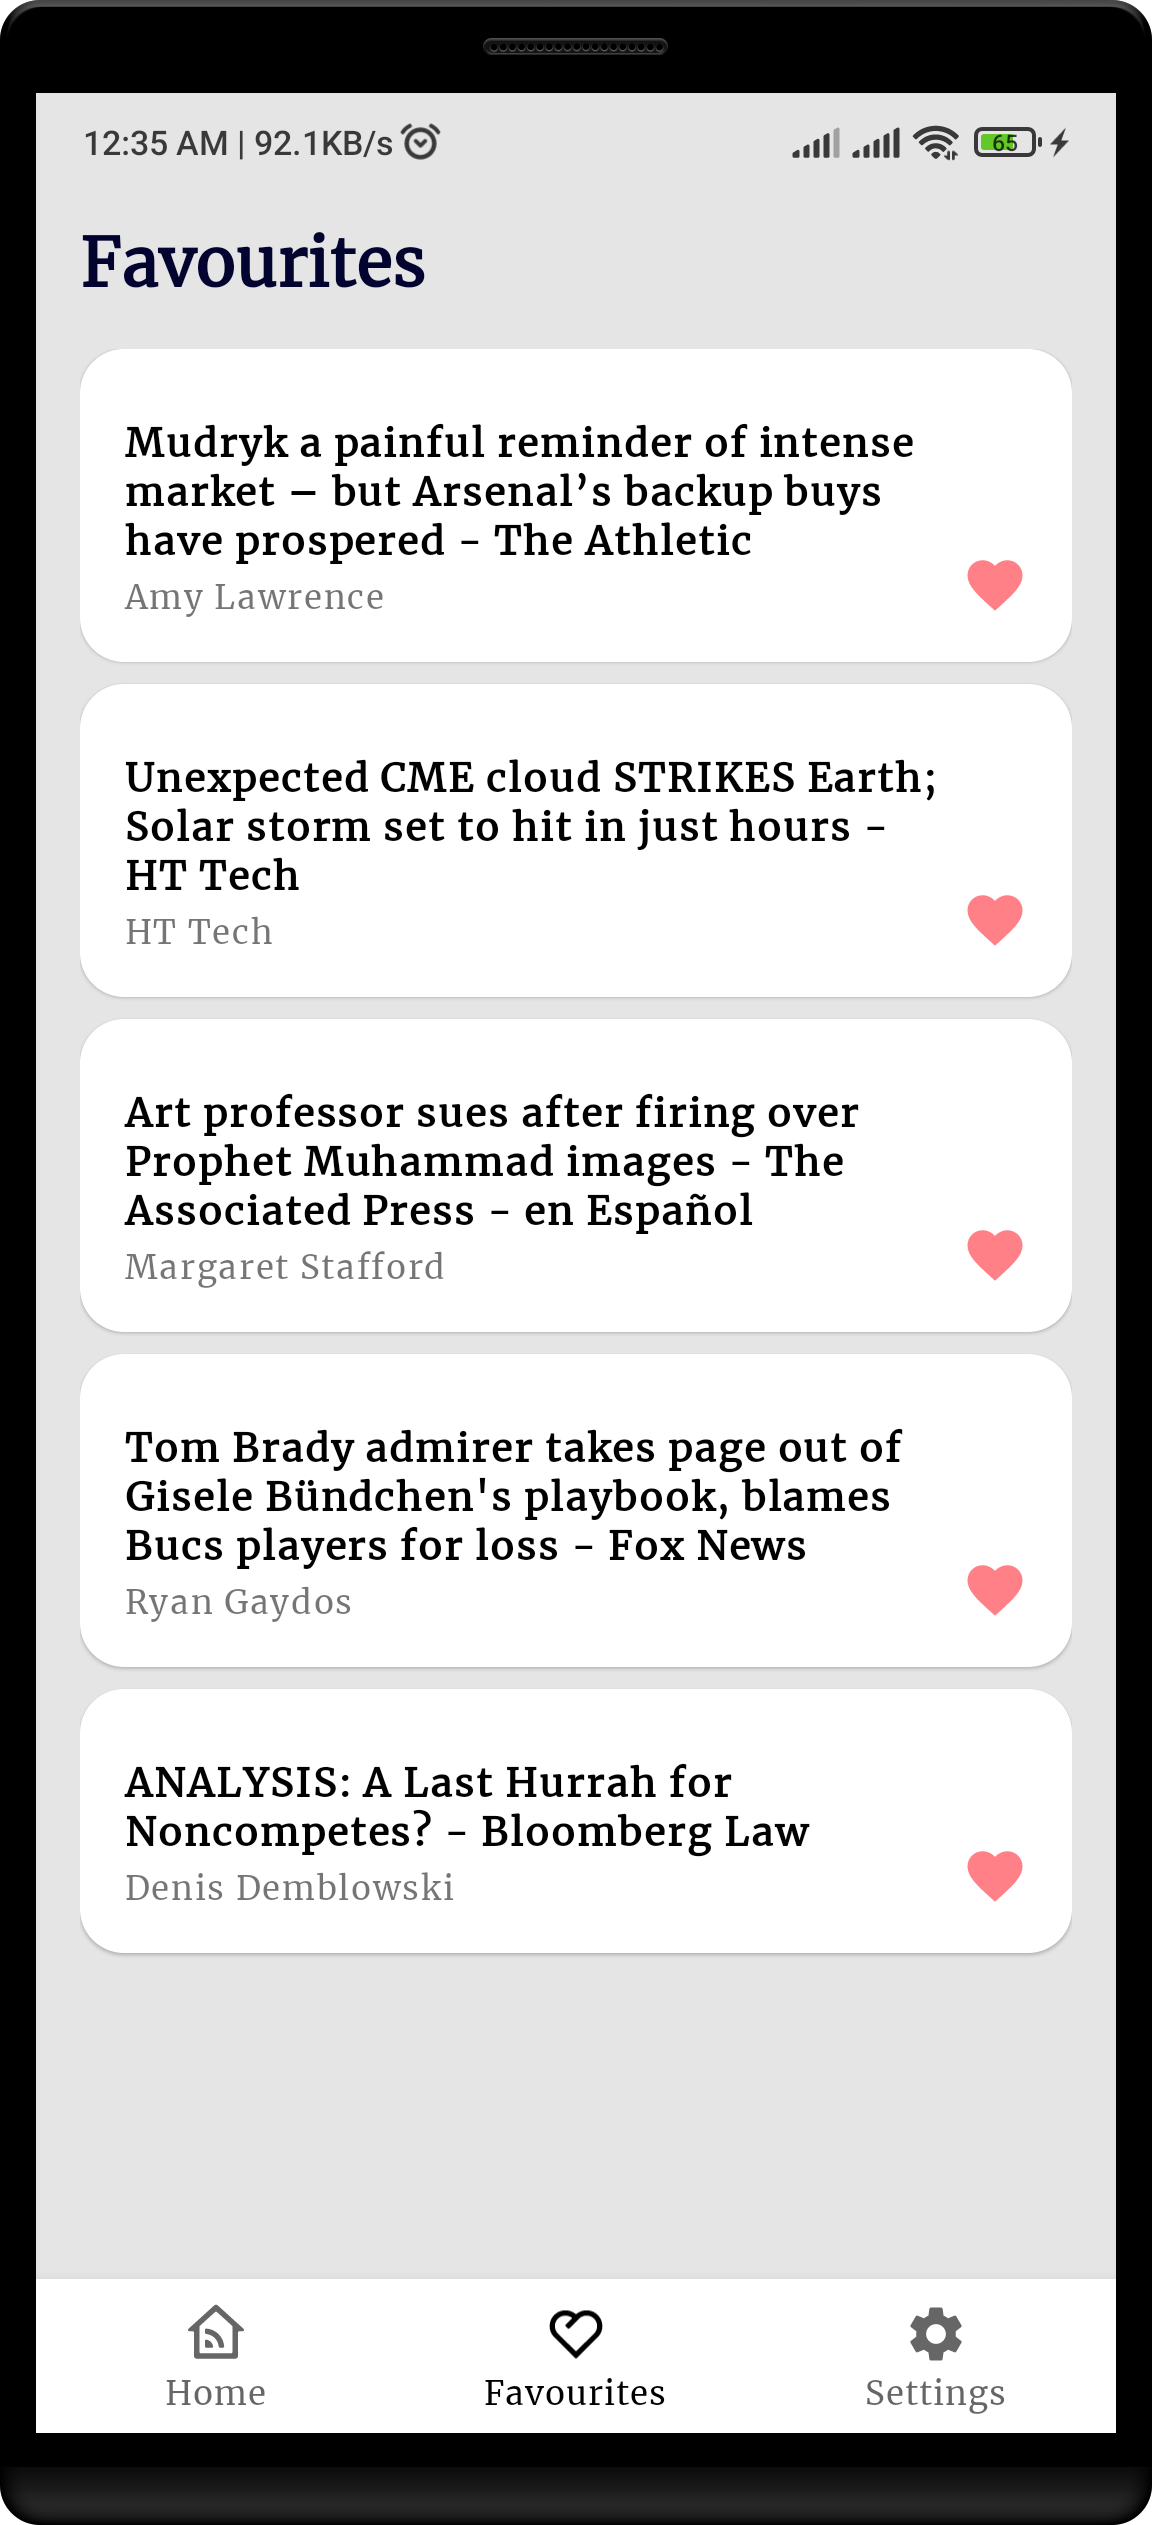 12:35 AM | 92.1KB/s
65
Favourites
Mudryk a painful reminder of intense
market – but Arsenal’s backup buys
have prospered - The Athletic
Amy Lawrence
Unexpected CME cloud STRIKES Earth;
Solar storm set to hit in just hours -
HT Tech
HT Tech
Art professor sues after firing over
Prophet Muhammad images - The
Associated Press - en Español
Margaret Stafford
Tom Brady admirer takes page out of
Gisele Bündchen's playbook, blames
Bucs players for loss - Fox News
Ryan Gaydos
ANALYSIS: A Last Hurrah for
Noncompetes? - Bloomberg Law
Denis Demblowski
Home
Favourites
Settings